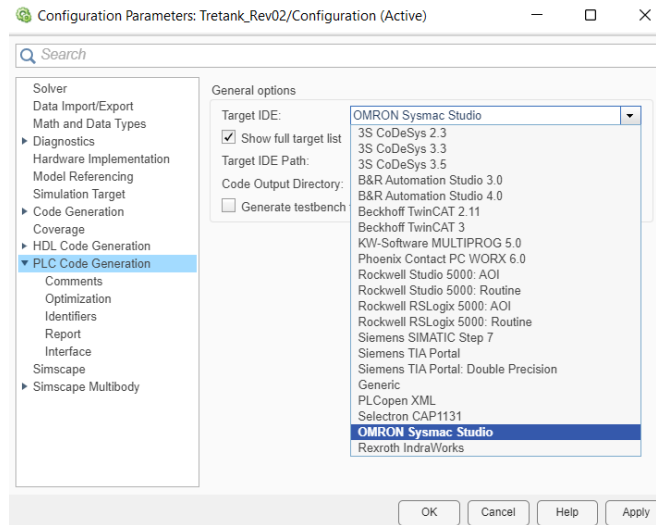 Configuration Parameters: Tretank_Rev02/Configuration (Active)
Search
Solver
Data Import/Export
Math and Data Types
Diagnostics
Hardware Implementation
Model Referencing
Simulation Target
Code Generation
Coverage
HDL Code Generation
PLC Code Generation
Comments
Optimization
Identifiers
Report
Interface
Simscape
Simscape Multibody
General options
Target IDE:
OMRON Sysmac Studio
Show full target list
Target IDE Path:
Code Output Directory:
Generate testbench
3S CoDeSys 2.3
3S CoDeSys 3.3
3S CoDeSys 3.5
B&R Automation Studio 3.0
B&R Automation Studio 4.0
Beckhoff TwinCAT 2.11
Beckhoff TwinCAT 3
KW-Software MULTIPROG 5.0
Phoenix Contact PC WORX 6.0
Rockwell Studio 5000: AOI
Rockwell Studio 5000: Routine
Rockwell RSLogix 5000: AOI
Rockwell RSLogix 5000: Routine
Siemens SIMATIC Step 7
Siemens TIA Portal
Siemens TIA Portal: Double Precision
Generic
PLCopen XML
Selectron CAP1131
OMRON Sysmac Studio
Rexroth IndraWorks
OK
Cancel
Help
Apply